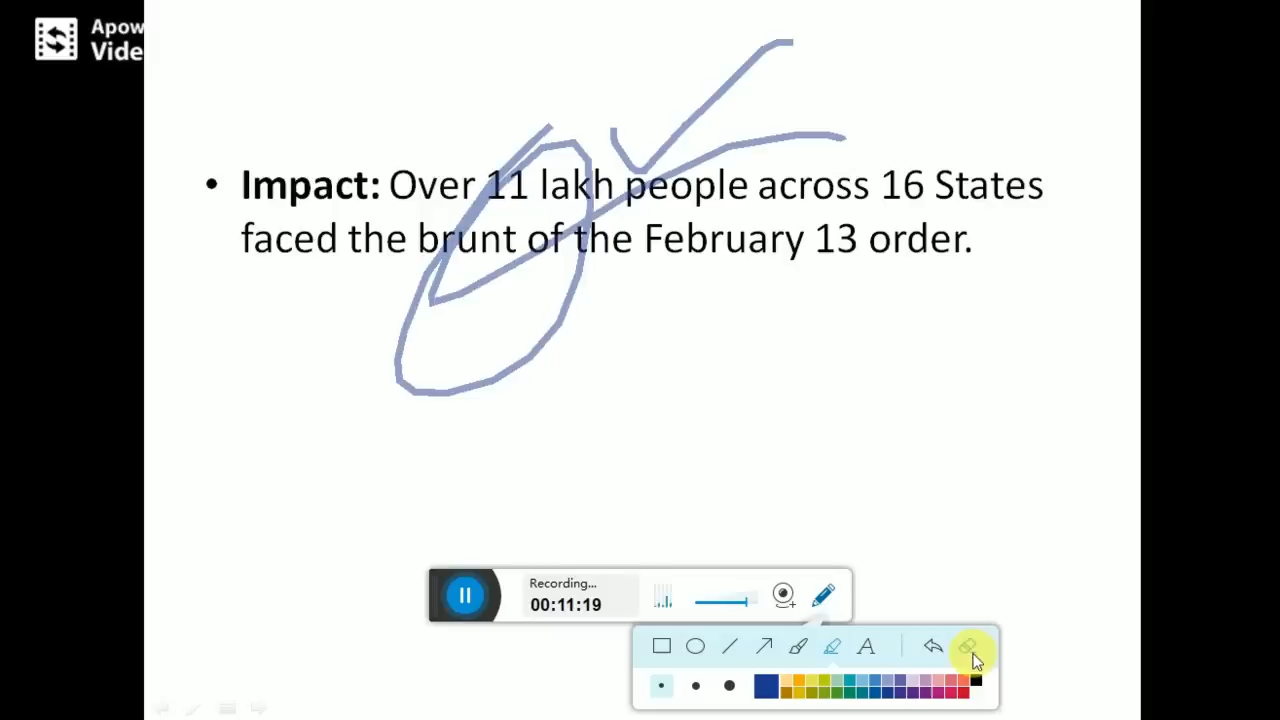 Apow
Vide
• Impact: Over 11 lakh people across 16 States
faced the brunt of the February 13 order.
Recording...
00:11:19
A